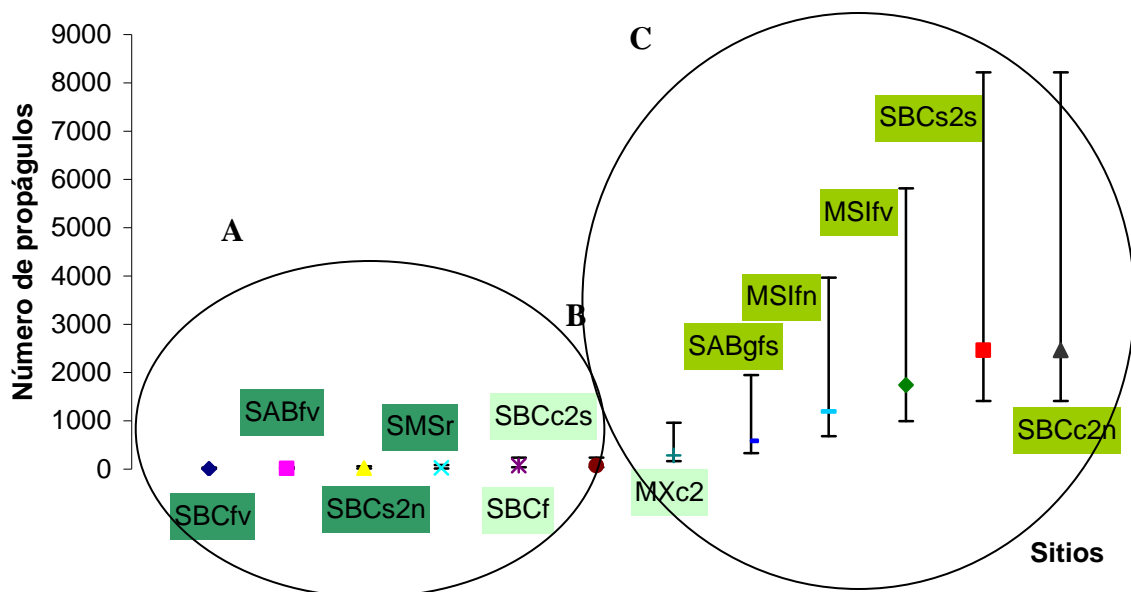 Número de propágulos
9000
8000
7000
6000
5000
4000
3000
2000
1000
0
A
B
C
SBCfv
SABfv
SBCs2n
SMSr
SBCf
SBCc2s
MXc2
SABgfs
MSIfn
MSIfv
SBCs2s
SBCc2n
Sitios